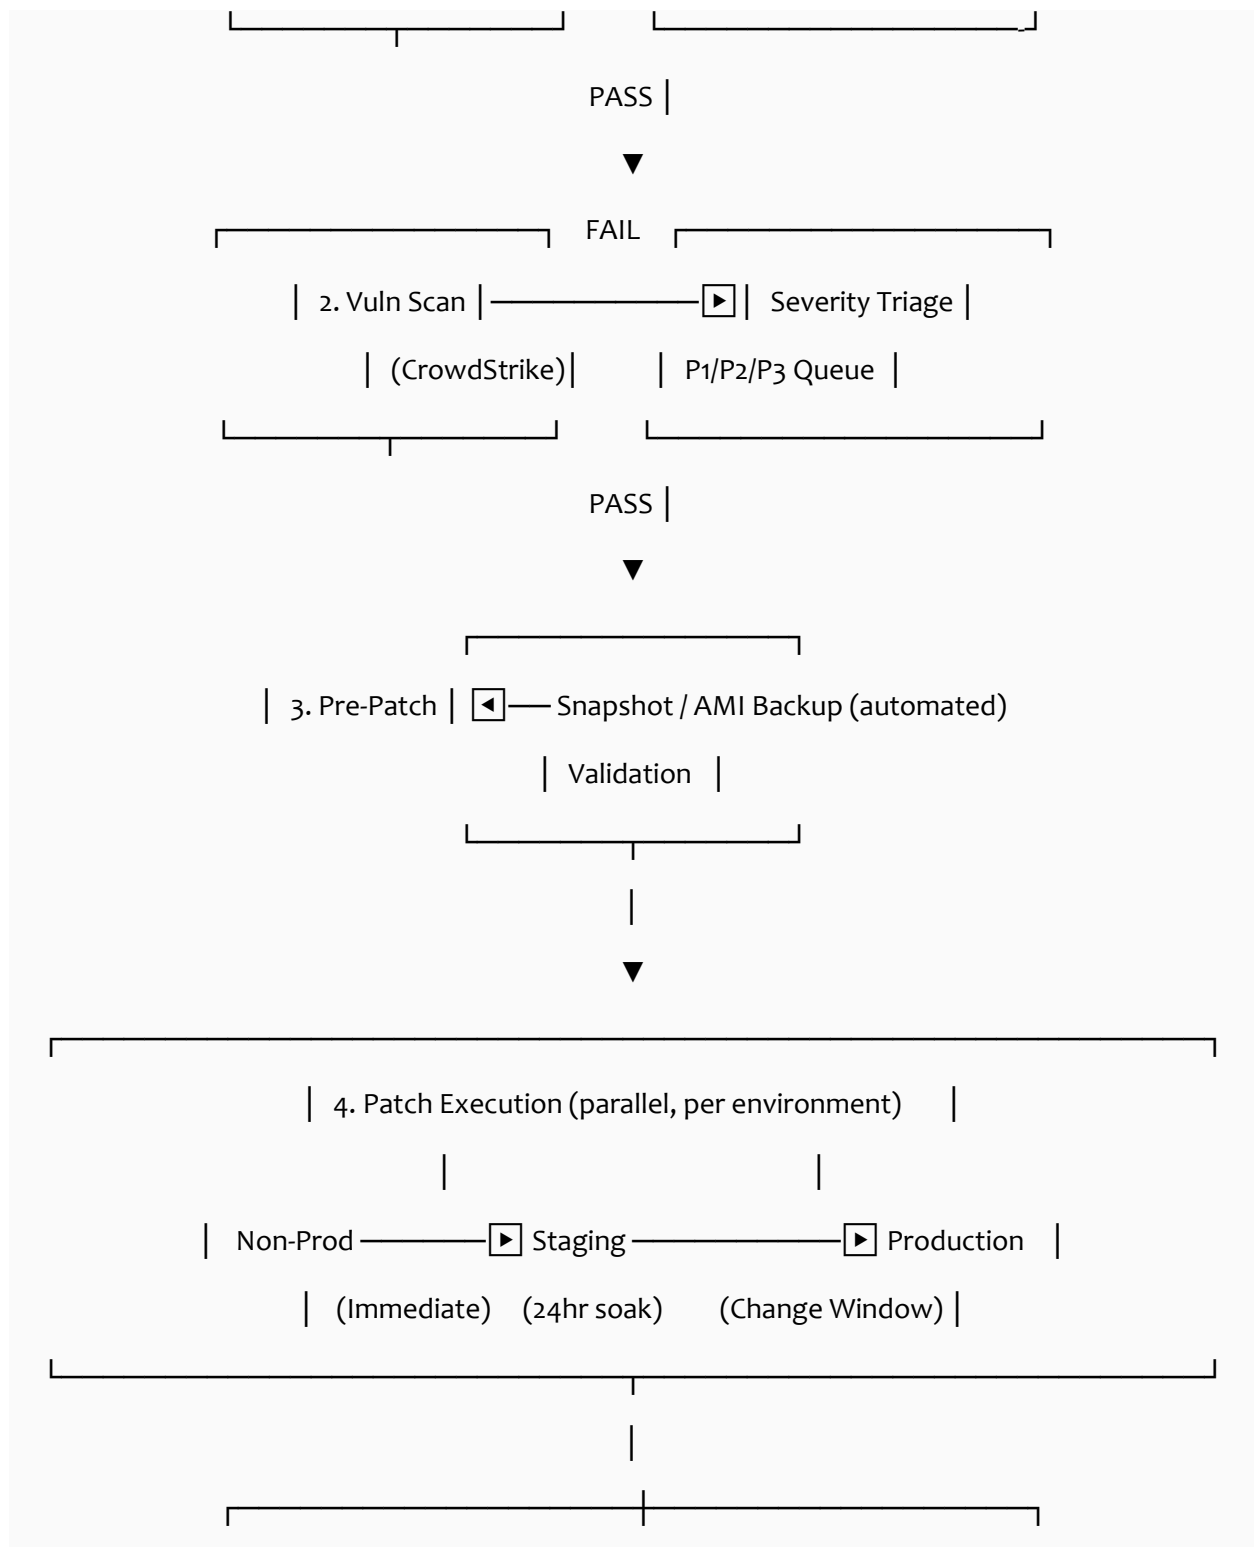 PASS |
▼
FAIL
| 2. Vuln Scan |────────▶| Severity Triage |
| (CrowdStrike)| | P1/P2/P3 Queue |
PASS |
▼
| 3. Pre-Patch | ◀── Snapshot / AMI Backup (automated)
| Validation |
|
▼
| 4. Patch Execution (parallel, per environment) |
| |
| Non-Prod ─────▶ Staging ────────▶ Production |
| (Immediate) (24hr soak) (Change Window) |
|